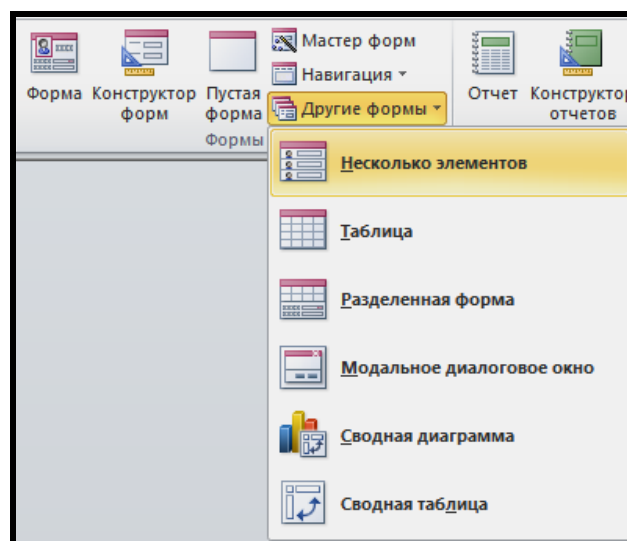 Форма
Конструктор
форм
Пустая
форма
Мастер форм
Навигация
Другие формы
Отчет
Конструктор
отчетов
Формы
Несколько элементов
Таблица
Разделенная форма
Модальное диалоговое окно
Сводная диаграмма
Сводная таблица